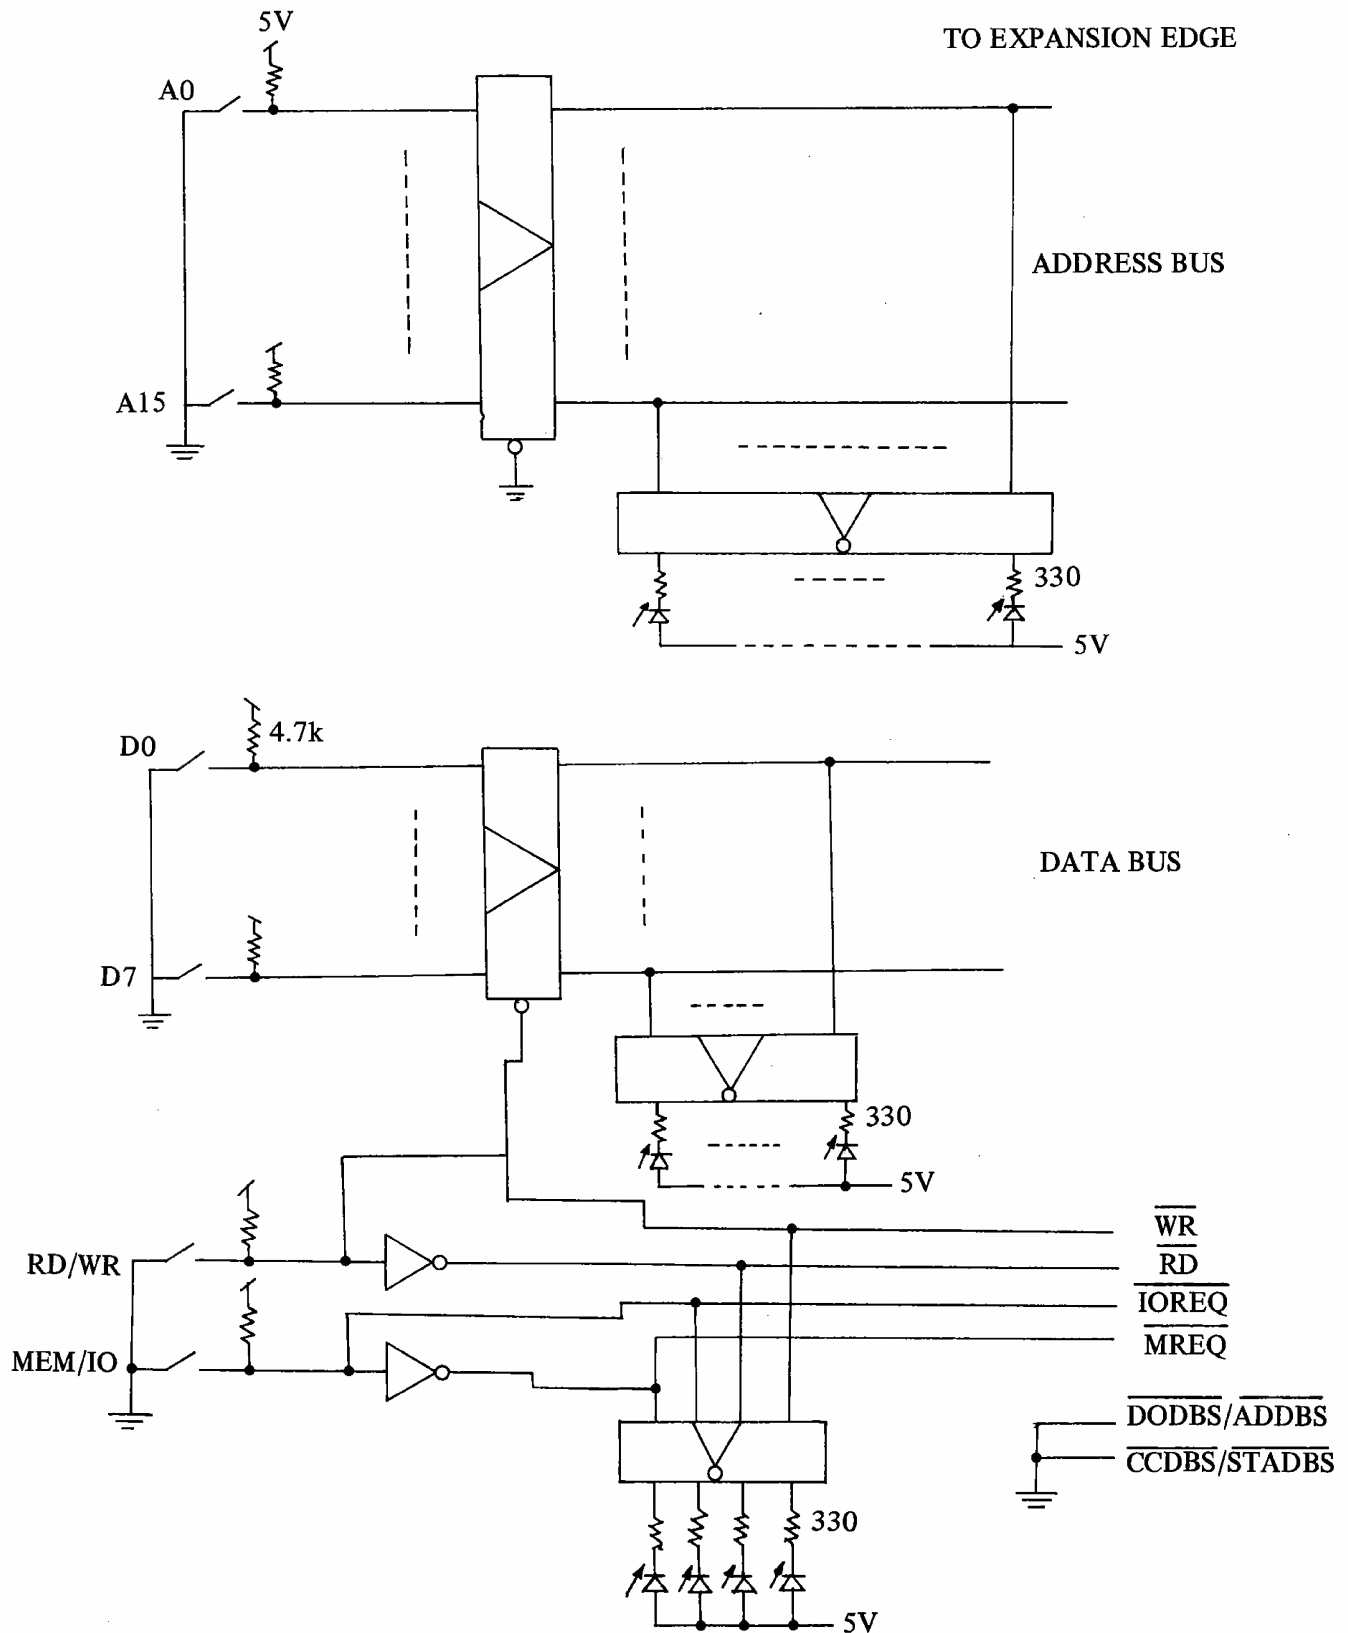 5V
TO EXPANSION EDGE
A0
ADDRESS BUS
A15
330
5V
D0
4.7k
DATA BUS
D7
330
5V
WR
RD/WR
RD
IOREQ
MEM/IO
MREQ
DODBS/ADDBS
CCDBS/STADBS
330
5V